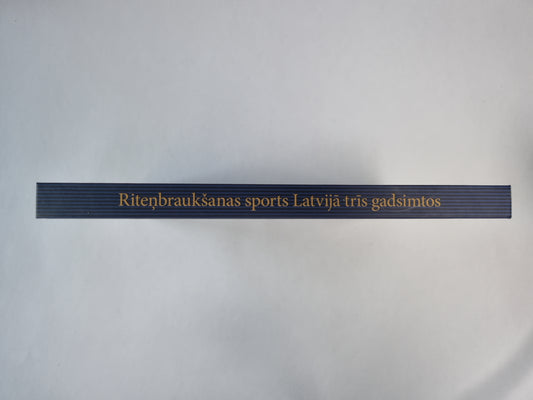 Riteņbraukšanas sports Latvijā trīs gadsimtos